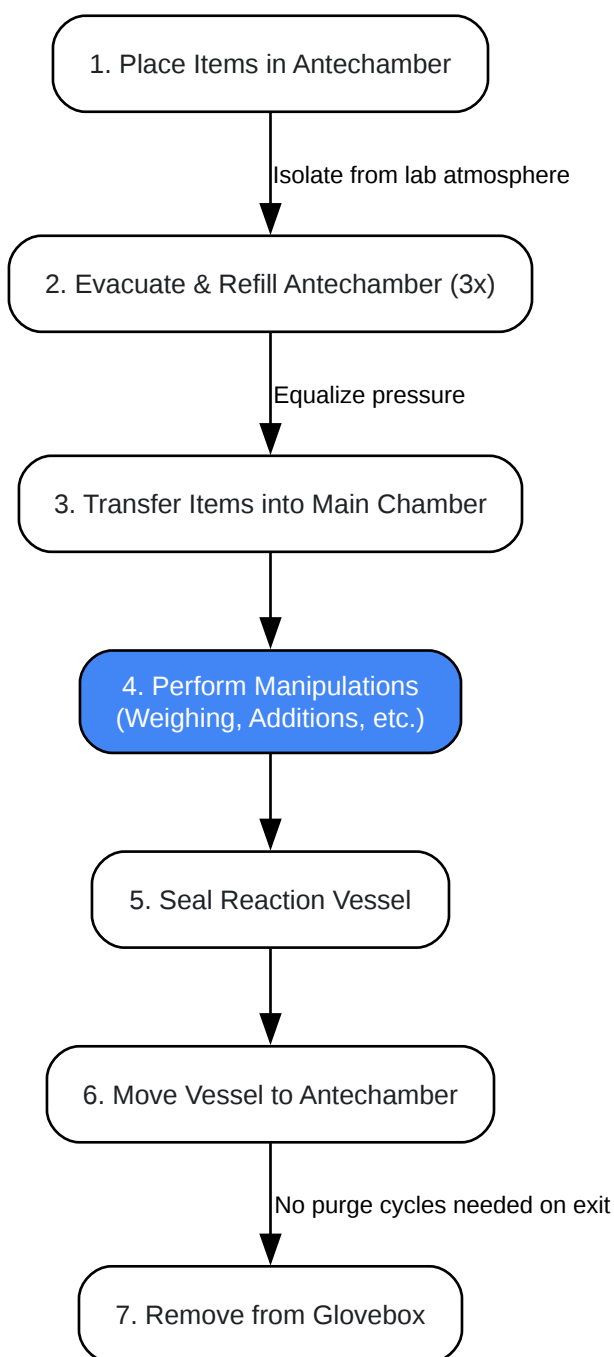 1. Place Items in Antechamber
Isolate from lab atmosphere
2. Evacuate & Refill Antechamber (3x)
Equalize pressure
3. Transfer Items into Main Chamber
4. Perform Manipulations
(Weighing, Additions, etc.)
5. Seal Reaction Vessel
6. Move Vessel to Antechamber
No purge cycles needed on exit
7. Remove from Glovebox